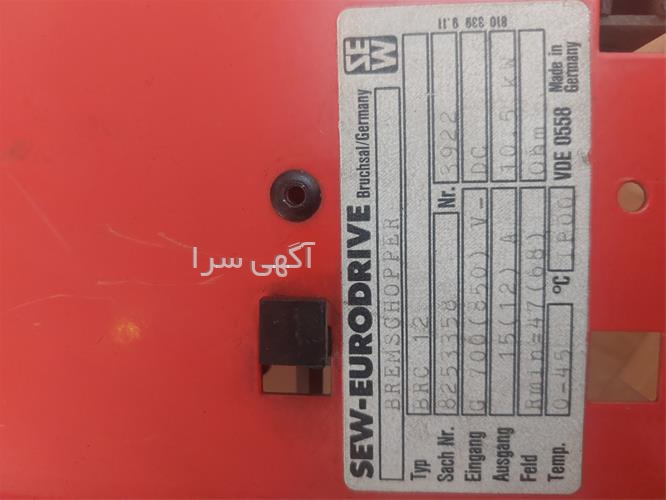 SEW-EURODRIVE Bruchsal/Germany
SEW
BREMSCHOPPER
Typ BRC 12
Sach Nr. 8253358 Nr. 3922
Eingang G 700(850) V- DC
Ausgang 15(12) A 10.5 KW
Feld Rmin=47(68) Ohm
Temp. 0-45 °C IP00 VDE 0558 Made in Germany
810 339 9.11
آگهی سرا